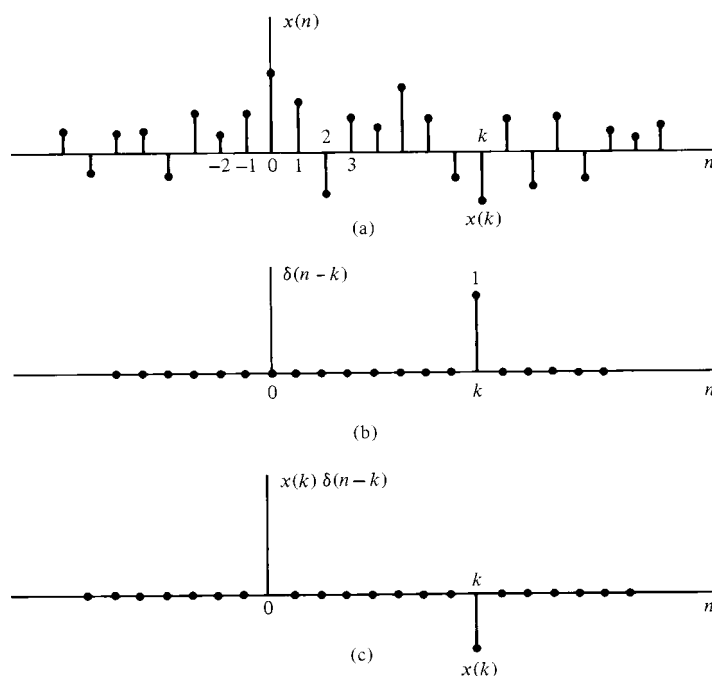 x(n)
2 k
−2 −1 0 1 3 n
x(k)
(a)
δ(n−k)
1
0 k n
(b)
x(k) δ(n−k)
k
0 n
x(k)
(c)